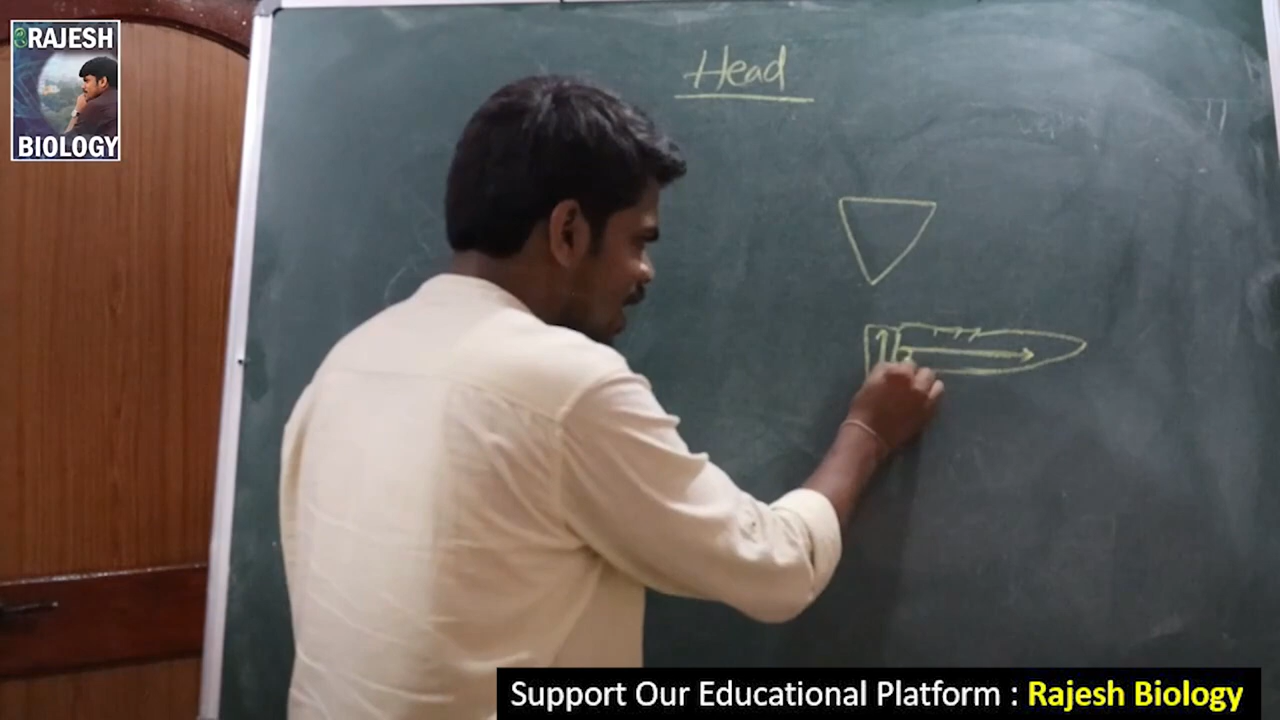 RAJESH
BIOLOGY
Head
Support Our Educational Platform : Rajesh Biology